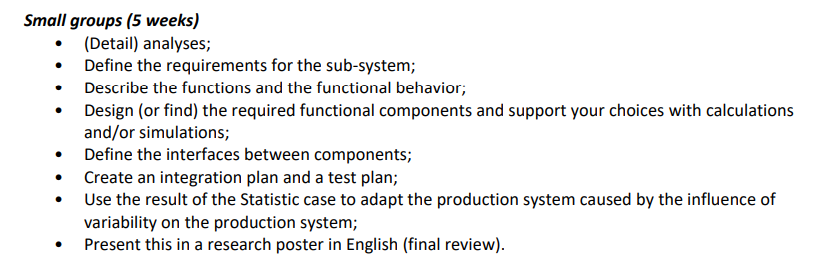 Small groups (5 weeks)
• (Detail) analyses;
• Define the requirements for the sub-system;
• Describe the functions and the functional behavior;
• Design (or find) the required functional components and support your choices with calculations
and/or simulations;
• Define the interfaces between components;
• Create an integration plan and a test plan;
• Use the result of the Statistic case to adapt the production system caused by the influence of
variability on the production system;
• Present this in a research poster in English (final review).